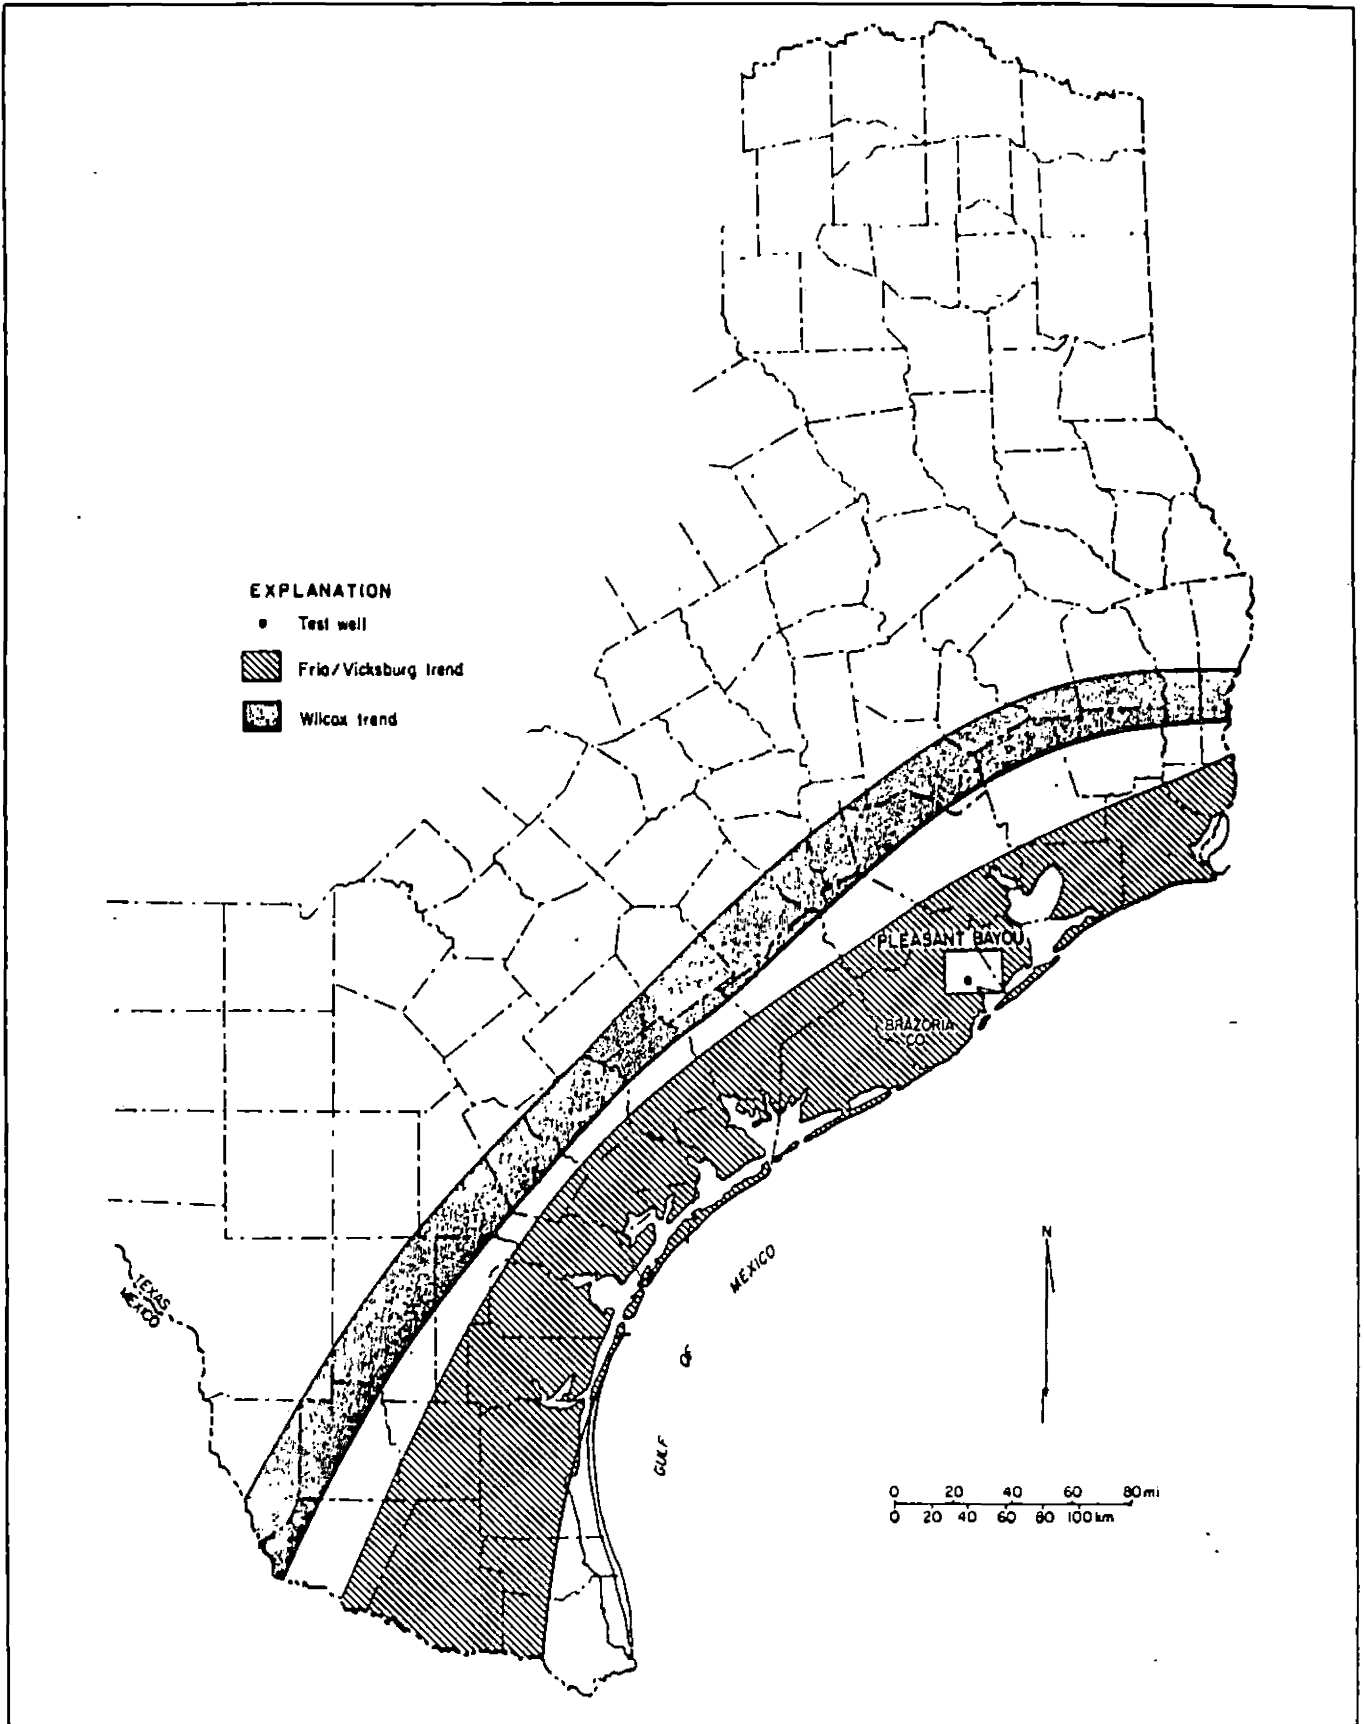 EXPLANATION
Test well
Frio/Vicksburg trend
Wilcox trend
PLEASANT BAYOU
BRAZORIA
CO
TEXAS
MEXICO
GULF
OF
MEXICO
N
0 20 40 60 80 mi
0 20 40 60 80 100 km